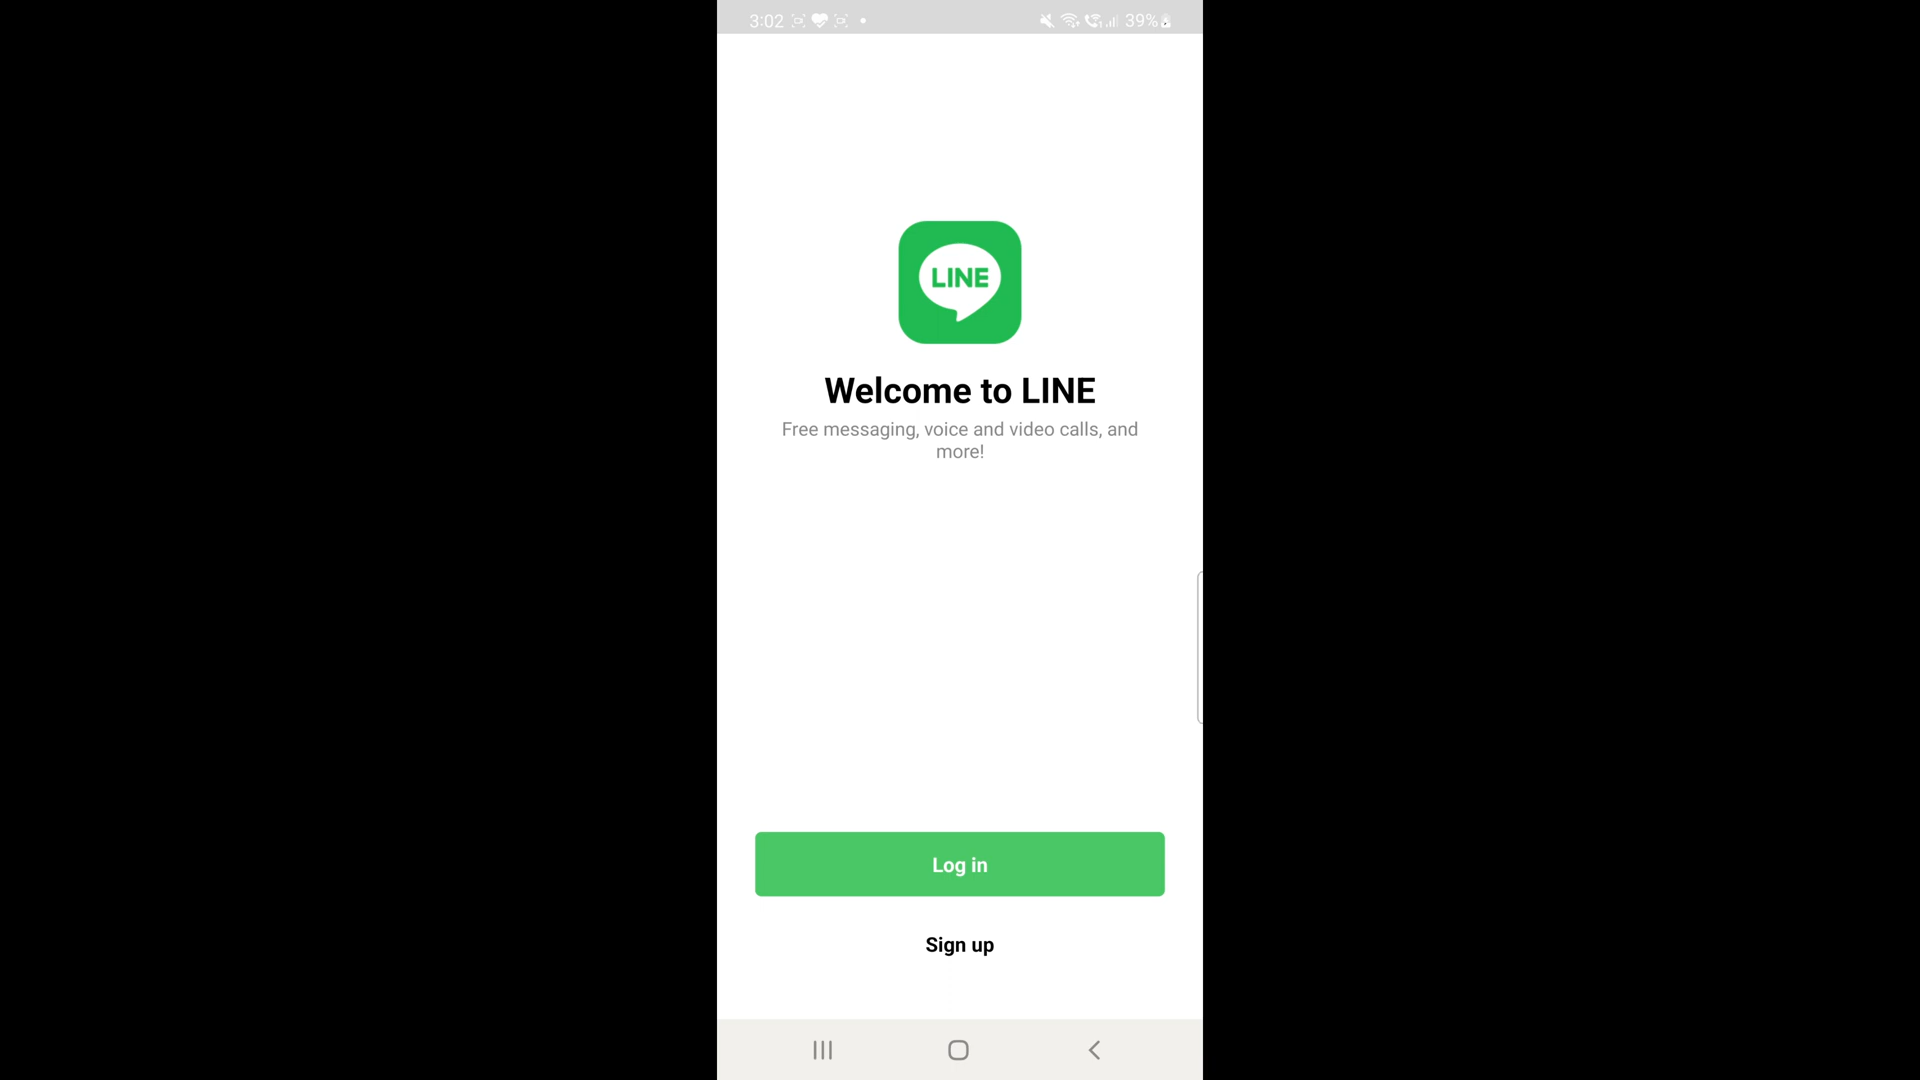 3:02
39%
LINE
Welcome to LINE
Free messaging, voice and video calls, and
more!
Log in
Sign up